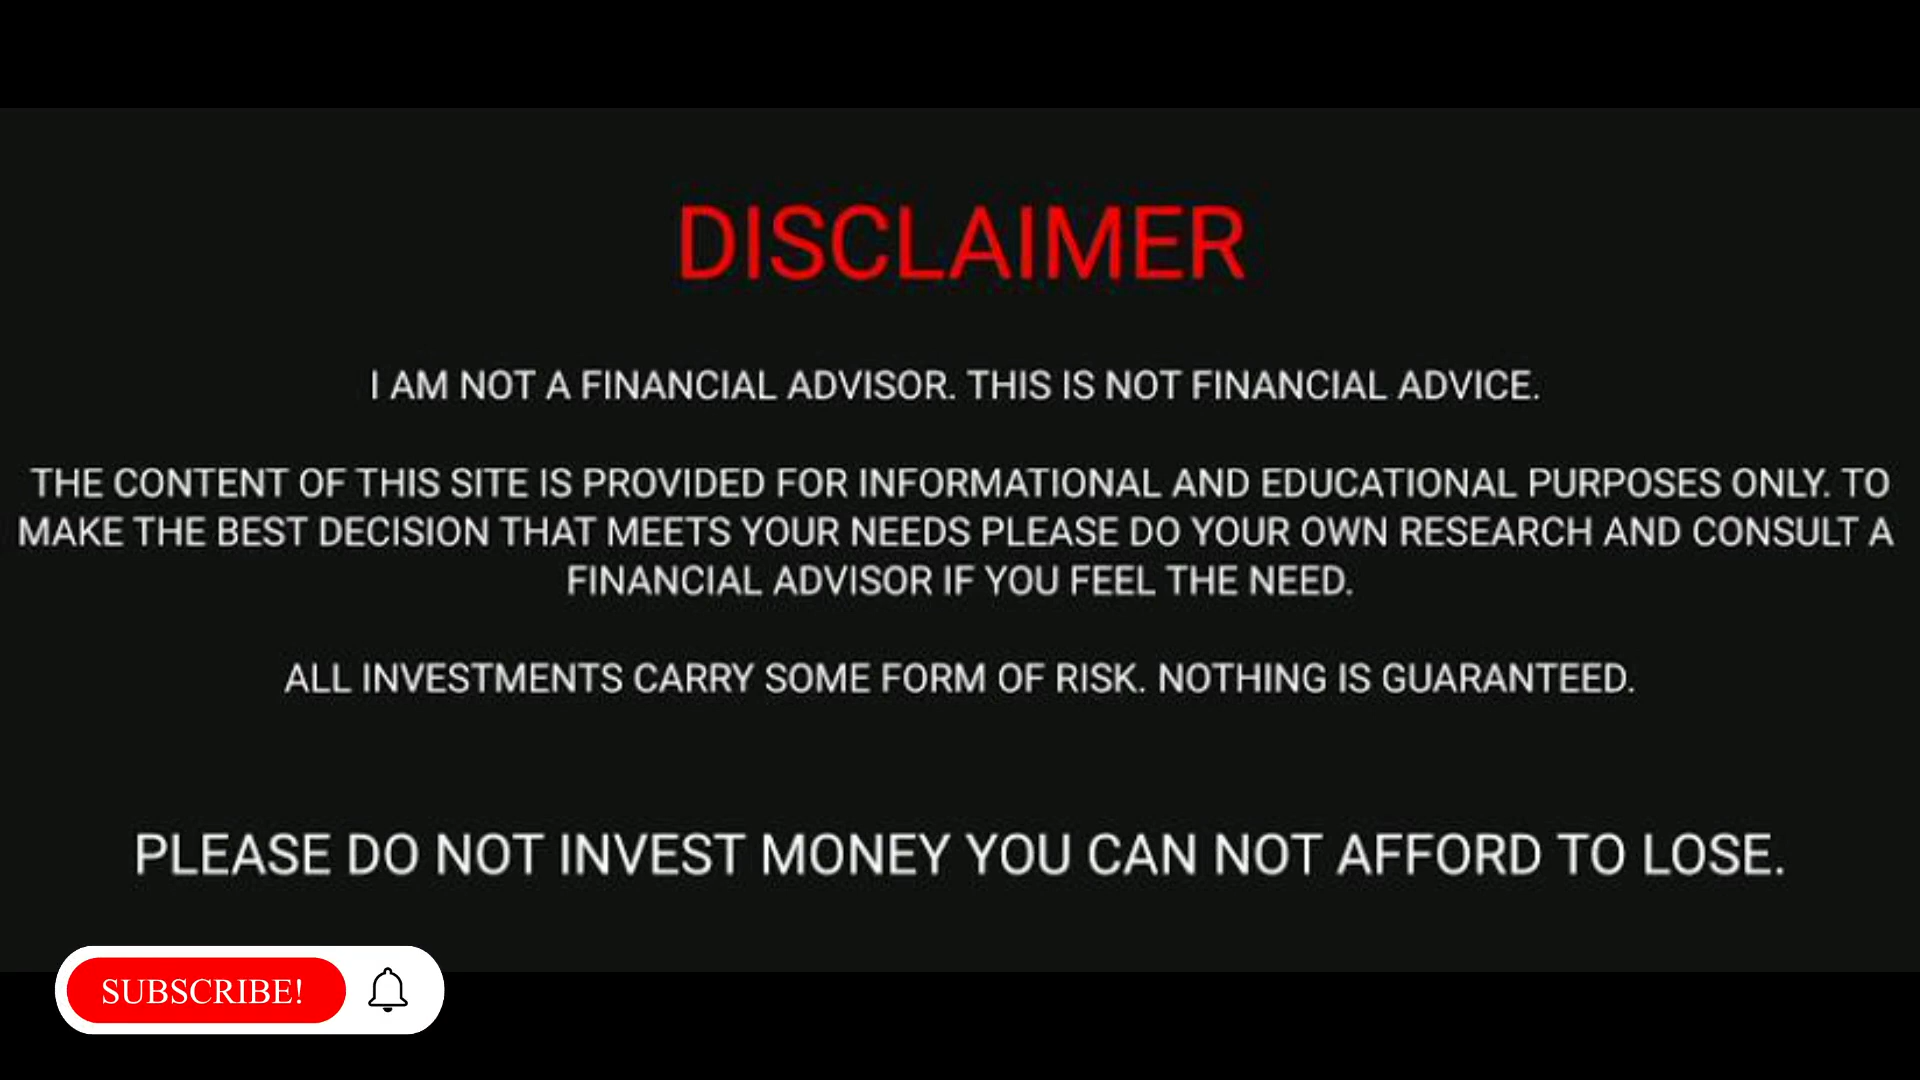 DISCLAIMER
I AM NOT A FINANCIAL ADVISOR. THIS IS NOT FINANCIAL ADVICE.
THE CONTENT OF THIS SITE IS PROVIDED FOR INFORMATIONAL AND EDUCATIONAL PURPOSES ONLY. TO
MAKE THE BEST DECISION THAT MEETS YOUR NEEDS PLEASE DO YOUR OWN RESEARCH AND CONSULT A
FINANCIAL ADVISOR IF YOU FEEL THE NEED.
ALL INVESTMENTS CARRY SOME FORM OF RISK. NOTHING IS GUARANTEED.
PLEASE DO NOT INVEST MONEY YOU CAN NOT AFFORD TO LOSE.
SUBSCRIBE!